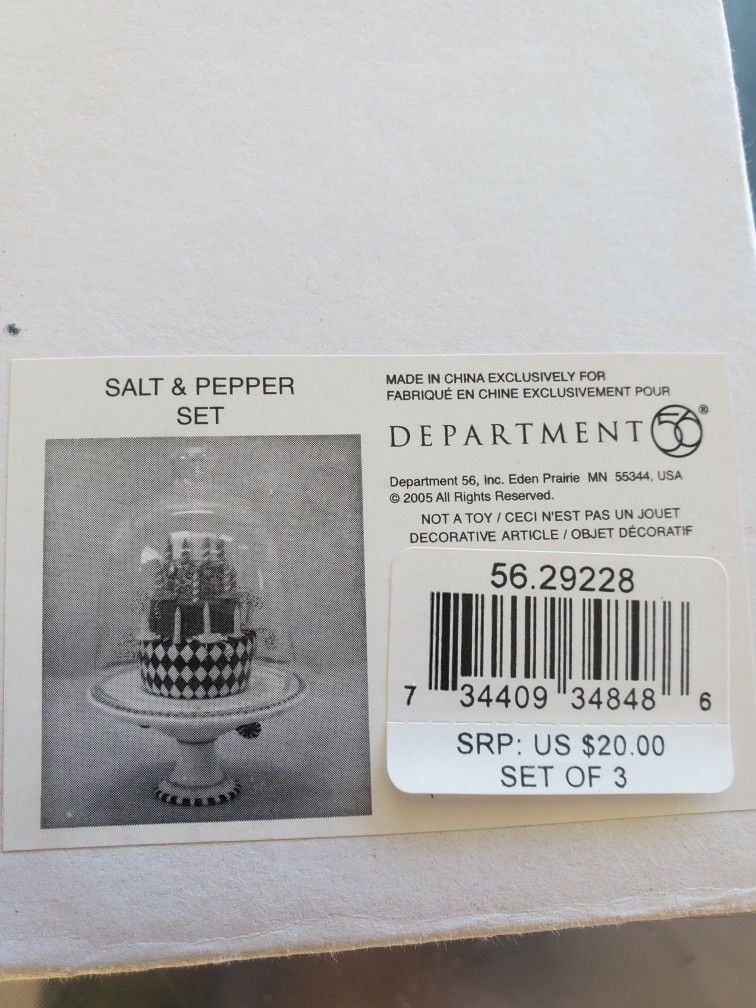 SALT & PEPPER
SET
MADE IN CHINA EXCLUSIVELY FOR
FABRIQUÉ EN CHINE EXCLUSIVEMENT POUR
DEPARTMENT 56®
Department 56, Inc. Eden Prairie MN 55344, USA
© 2005 All Rights Reserved.
NOT A TOY / CECI N'EST PAS UN JOUET
DECORATIVE ARTICLE / OBJET DÉCORATIF
56.29228
7 34409 34848 6
SRP: US $20.00
SET OF 3